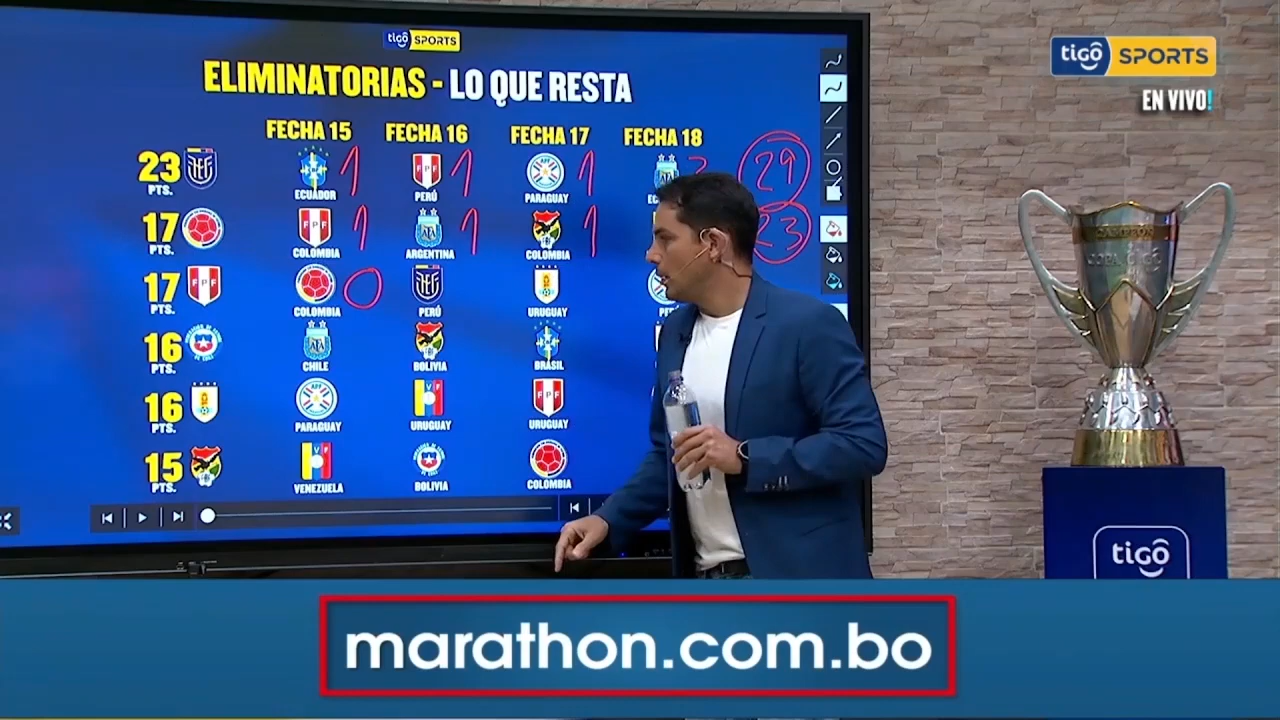 tigo SPORTS
ELIMINATORIAS - LO QUE RESTA
tigo SPORTS
EN VIVO!
FECHA 15 FECHA 16 FECHA 17 FECHA 18
23 PTS. ECUADOR 1 PERÚ 1 PARAGUAY 1 29
17 PTS. COLOMBIA 1 ARGENTINA 1 COLOMBIA 1 23
17 PTS. COLOMBIA 0 PERÚ URUGUAY
16 PTS. CHILE BOLIVIA BRASIL
16 PTS. PARAGUAY URUGUAY URUGUAY
15 PTS. VENEZUELA BOLIVIA COLOMBIA
CAMPEON
COPA tigo
tigo
marathon.com.bo